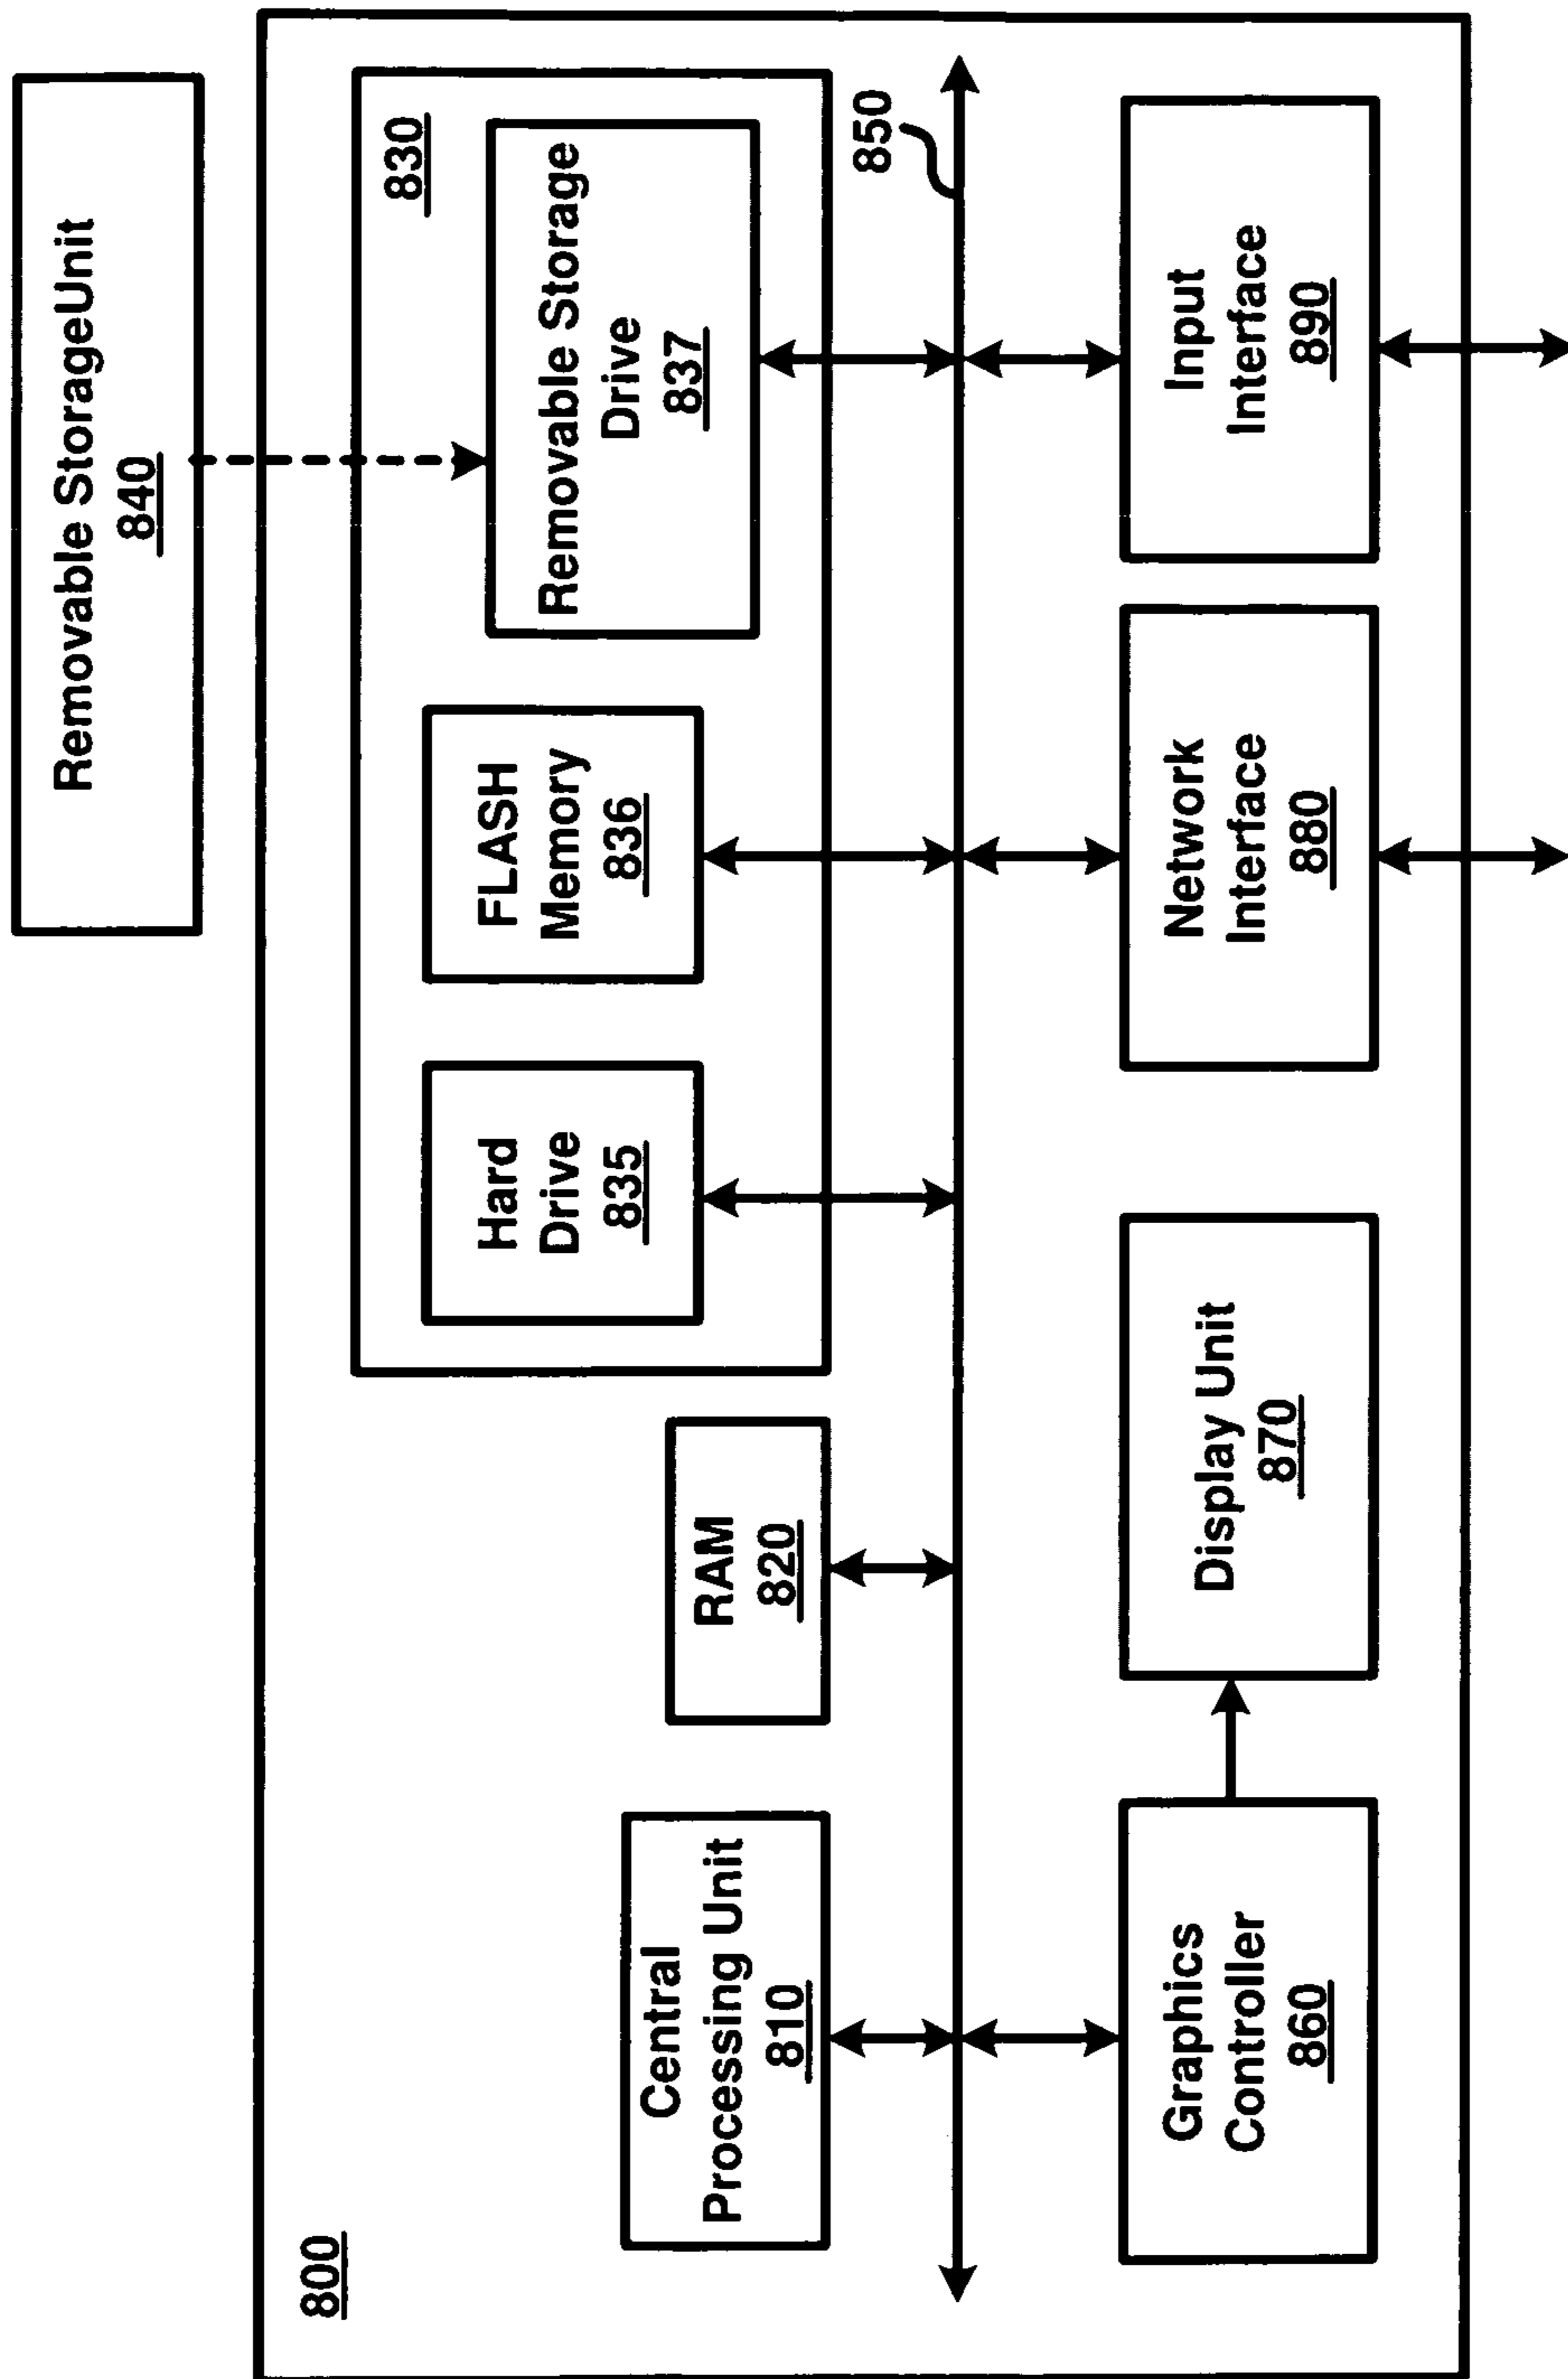 800
Removable StorageUnit
840
830
Central
Processing Unit
810
RAM
820
Hard
Drive
835
FLASH
Memory
836
Removable Storage
Drive
837
850
Graphics
Controller
860
Display Unit
870
Network
Interface
880
Input
Interface
890